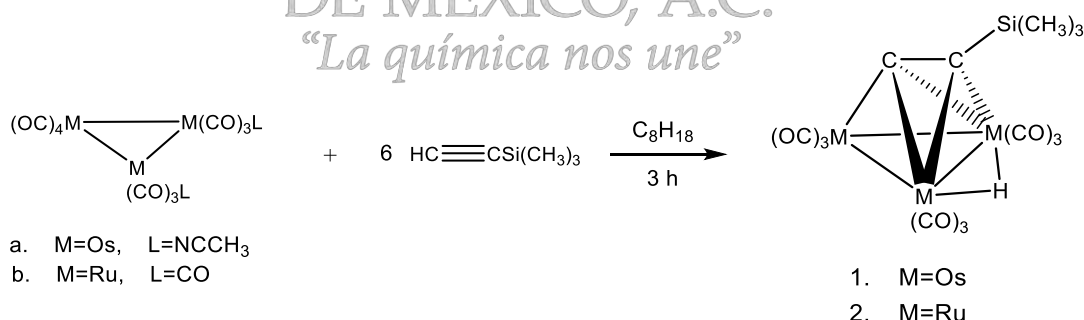 DE MÉXICO, A.C.
“La química nos une”
(OC)₄M M(CO)₃L
M
(CO)₃L
+ 6 HC≡CSi(CH₃)₃
C₈H₁₈
3 h
Si(CH₃)₃
C C
(OC)₃M M(CO)₃
M H
(CO)₃
a. M=Os, L=NCCH₃
b. M=Ru, L=CO
1. M=Os
2. M=Ru